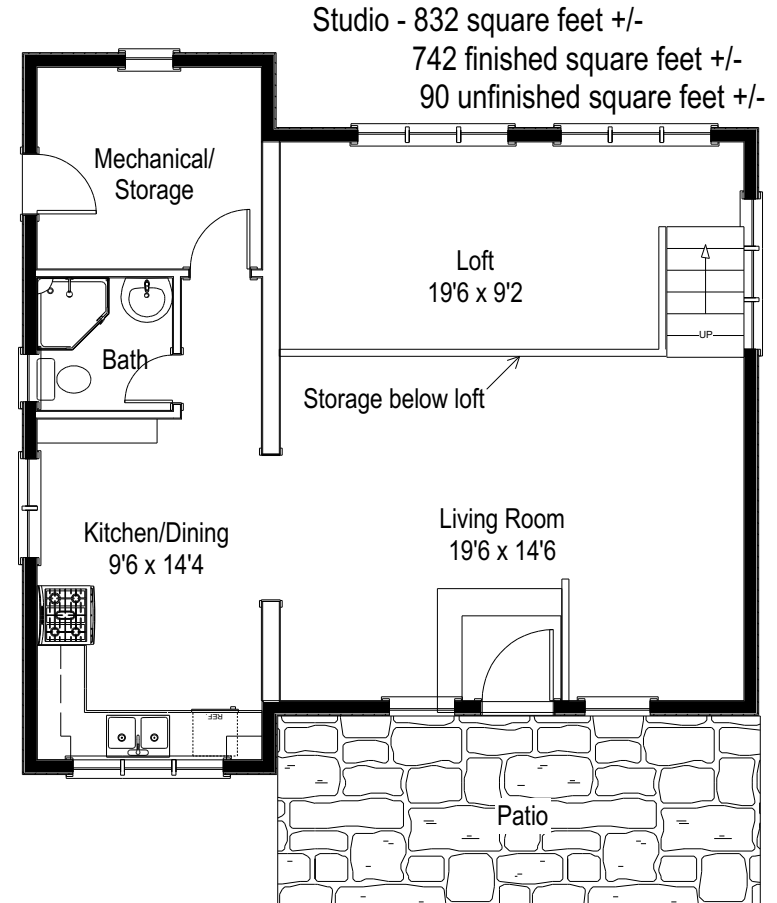 Studio - 832 square feet +/-
742 finished square feet +/-
90 unfinished square feet +/-
Mechanical/
Storage
Loft
19'6 x 9'2
UP
Bath
Storage below loft
Kitchen/Dining
9'6 x 14'4
Living Room
19'6 x 14'6
REF
Patio